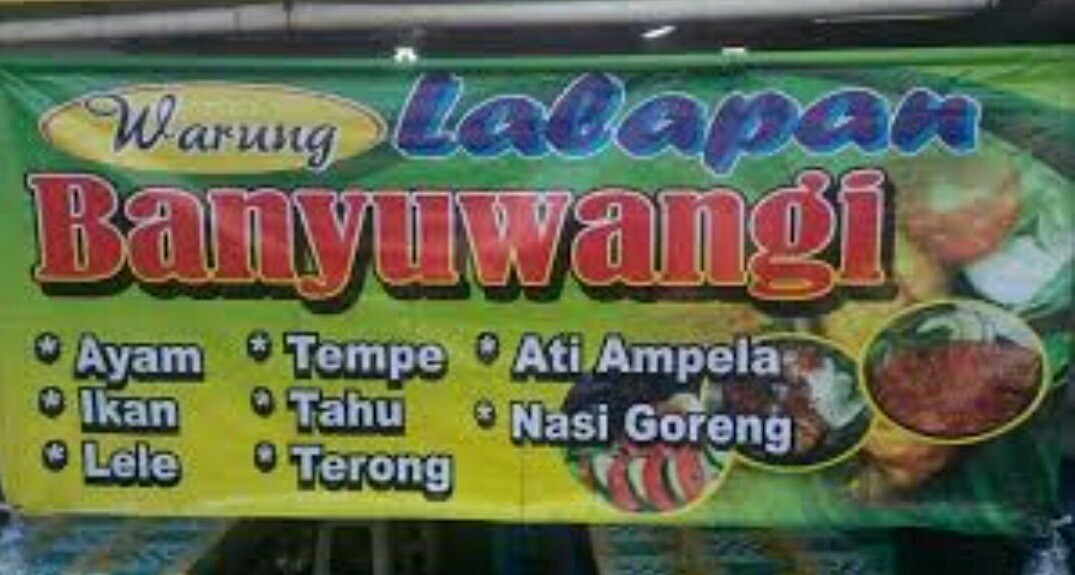 Warung Lalapan
Banyuwangi
* Ayam * Tempe * Ati Ampela
* Ikan * Tahu * Nasi Goreng
* Lele * Terong